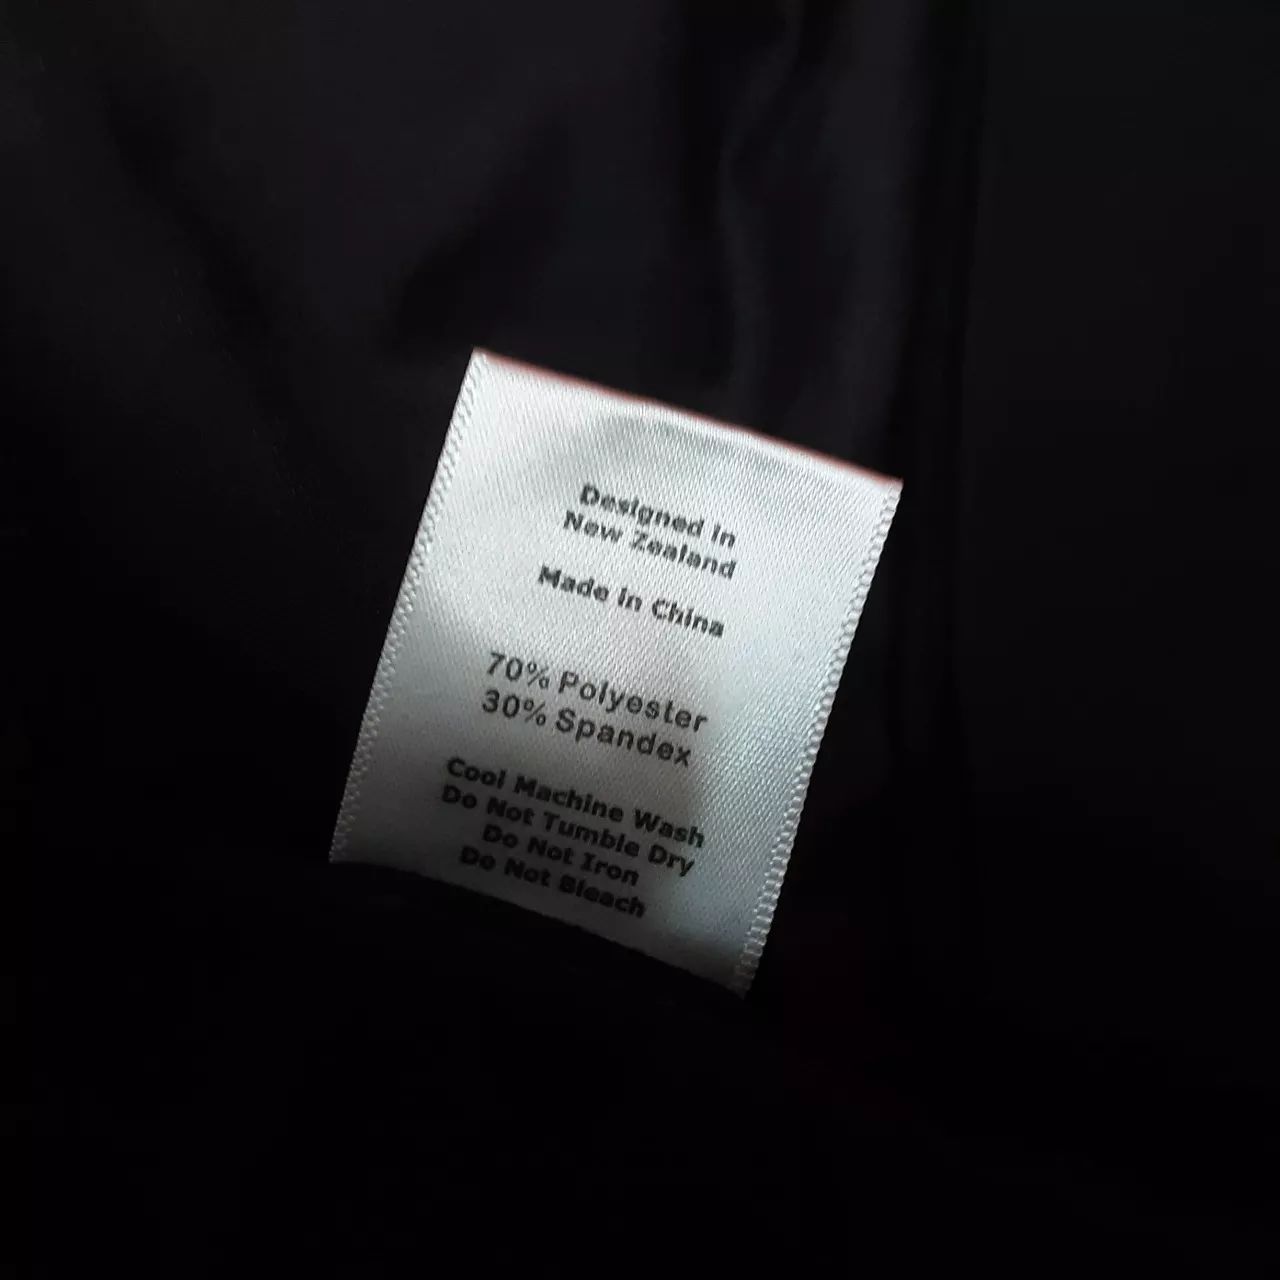 Designed in
New Zealand
Made in China
70% Polyester
30% Spandex
Cool Machine Wash
Do Not Tumble Dry
Do Not Iron
Do Not Bleach